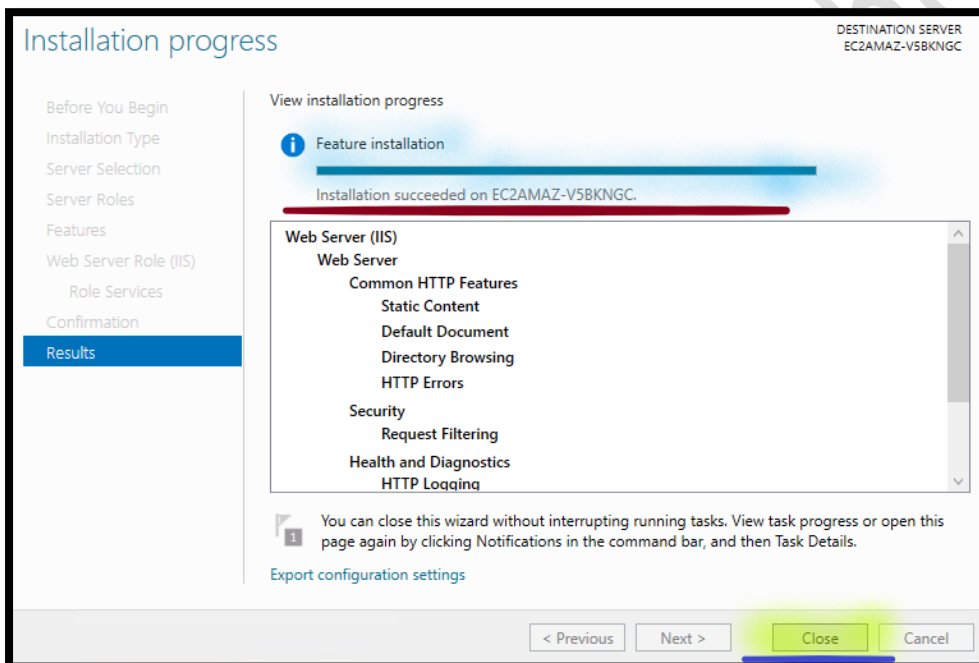 Installation progress
DESTINATION SERVER
EC2AMAZ-V5BKNGC
Before You Begin
Installation Type
Server Selection
Server Roles
Features
Web Server Role (IIS)
Role Services
Confirmation
Results
View installation progress
Feature installation
Installation succeeded on EC2AMAZ-V5BKNGC.
Web Server (IIS)
Web Server
Common HTTP Features
Static Content
Default Document
Directory Browsing
HTTP Errors
Security
Request Filtering
Health and Diagnostics
HTTP Logging
1
You can close this wizard without interrupting running tasks. View task progress or open this
page again by clicking Notifications in the command bar, and then Task Details.
Export configuration settings
< Previous
Next >
Close
Cancel